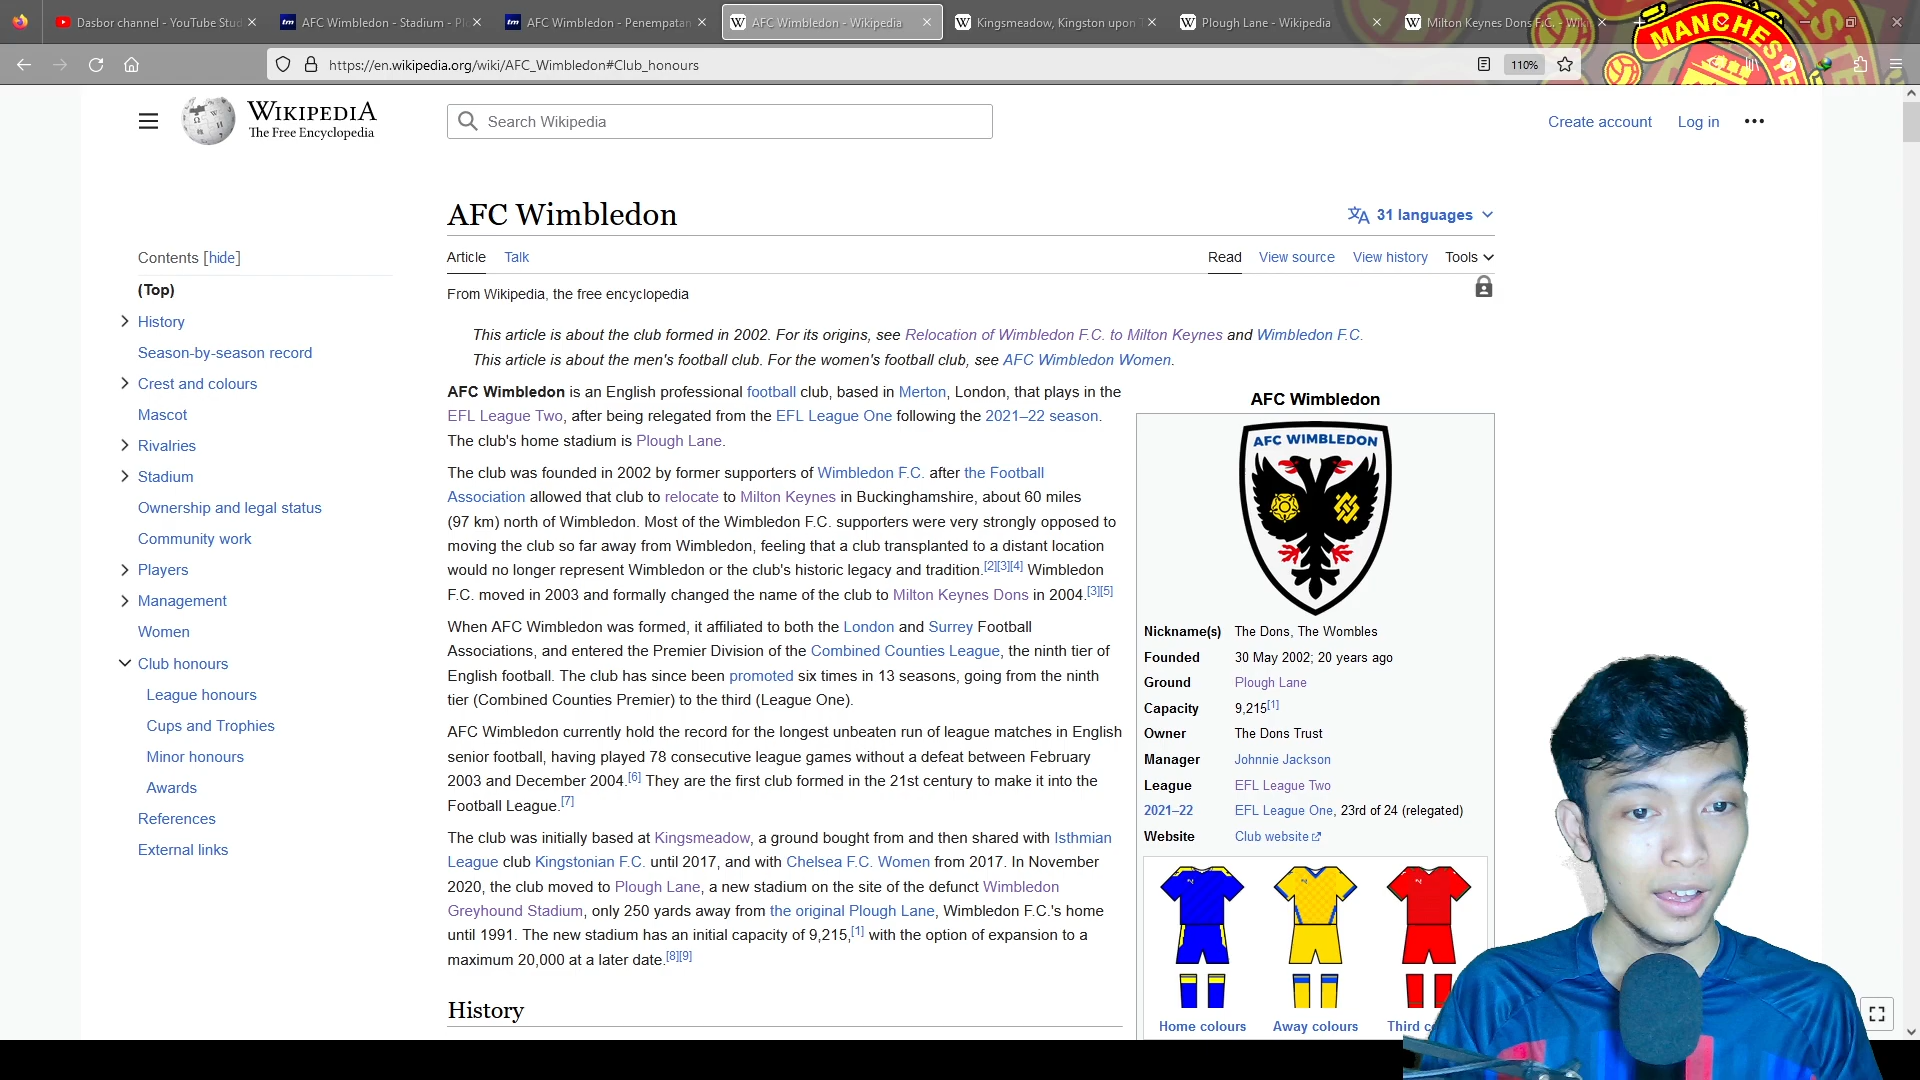 Dasbor channel - YouTube Stu
AFC Wimbledon - Stadium - Pl
AFC Wimbledon - Penempatan
AFC Wimbledon - Wikipedia
Kingsmeadow, Kingston upon T
Plough Lane - Wikipedia
Milton Keynes Dons F.C. - Wiki
MANCHES
https://en.wikipedia.org/wiki/AFC_Wimbledon#Club_honours
110%
WIKIPEDIA
The Free Encyclopedia
Search Wikipedia
Create account
Log in
AFC Wimbledon
31 languages
Contents [hide]
(Top)
History
Season-by-season record
Crest and colours
Mascot
Rivalries
Stadium
Ownership and legal status
Community work
Players
Management
Women
Club honours
League honours
Cups and Trophies
Minor honours
Awards
References
External links
Article
Talk
Read
View source
View history
Tools
From Wikipedia, the free encyclopedia
This article is about the club formed in 2002. For its origins, see Relocation of Wimbledon F.C. to Milton Keynes and Wimbledon F.C.
This article is about the men's football club. For the women's football club, see AFC Wimbledon Women.
AFC Wimbledon is an English professional football club, based in Merton, London, that plays in the
EFL League Two, after being relegated from the EFL League One following the 2021–22 season.
The club's home stadium is Plough Lane.
The club was founded in 2002 by former supporters of Wimbledon F.C. after the Football
Association allowed that club to relocate to Milton Keynes in Buckinghamshire, about 60 miles
(97 km) north of Wimbledon. Most of the Wimbledon F.C. supporters were very strongly opposed to
moving the club so far away from Wimbledon, feeling that a club transplanted to a distant location
would no longer represent Wimbledon or the club's historic legacy and tradition.[2][3][4] Wimbledon
F.C. moved in 2003 and formally changed the name of the club to Milton Keynes Dons in 2004.[3][5]
When AFC Wimbledon was formed, it affiliated to both the London and Surrey Football
Associations, and entered the Premier Division of the Combined Counties League, the ninth tier of
English football. The club has since been promoted six times in 13 seasons, going from the ninth
tier (Combined Counties Premier) to the third (League One).
AFC Wimbledon currently hold the record for the longest unbeaten run of league matches in English
senior football, having played 78 consecutive league games without a defeat between February
2003 and December 2004.[6] They are the first club formed in the 21st century to make it into the
Football League.[7]
The club was initially based at Kingsmeadow, a ground bought from and then shared with Isthmian
League club Kingstonian F.C. until 2017, and with Chelsea F.C. Women from 2017. In November
2020, the club moved to Plough Lane, a new stadium on the site of the defunct Wimbledon
Greyhound Stadium, only 250 yards away from the original Plough Lane, Wimbledon F.C.'s home
until 1991. The new stadium has an initial capacity of 9,215,[1] with the option of expansion to a
maximum 20,000 at a later date.[8][9]
History
AFC Wimbledon
AFC WIMBLEDON
Nickname(s) The Dons, The Wombles
Founded 30 May 2002; 20 years ago
Ground Plough Lane
Capacity 9,215[1]
Owner The Dons Trust
Manager Johnnie Jackson
League EFL League Two
2021–22 EFL League One, 23rd of 24 (relegated)
Website Club website
Home colours
Away colours
Third c